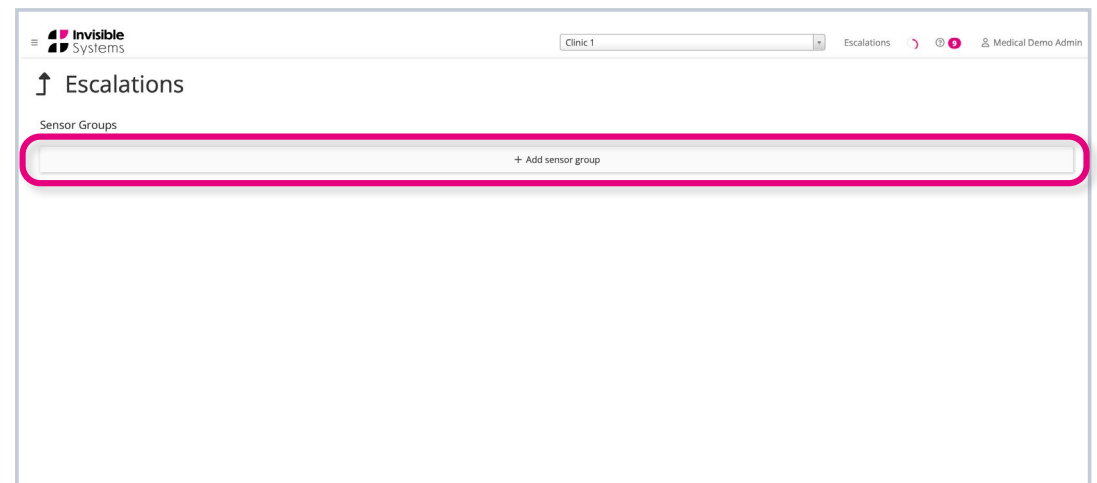 Invisible
Systems
Clinic 1
Escalations
9
Medical Demo Admin
Escalations
Sensor Groups
+ Add sensor group